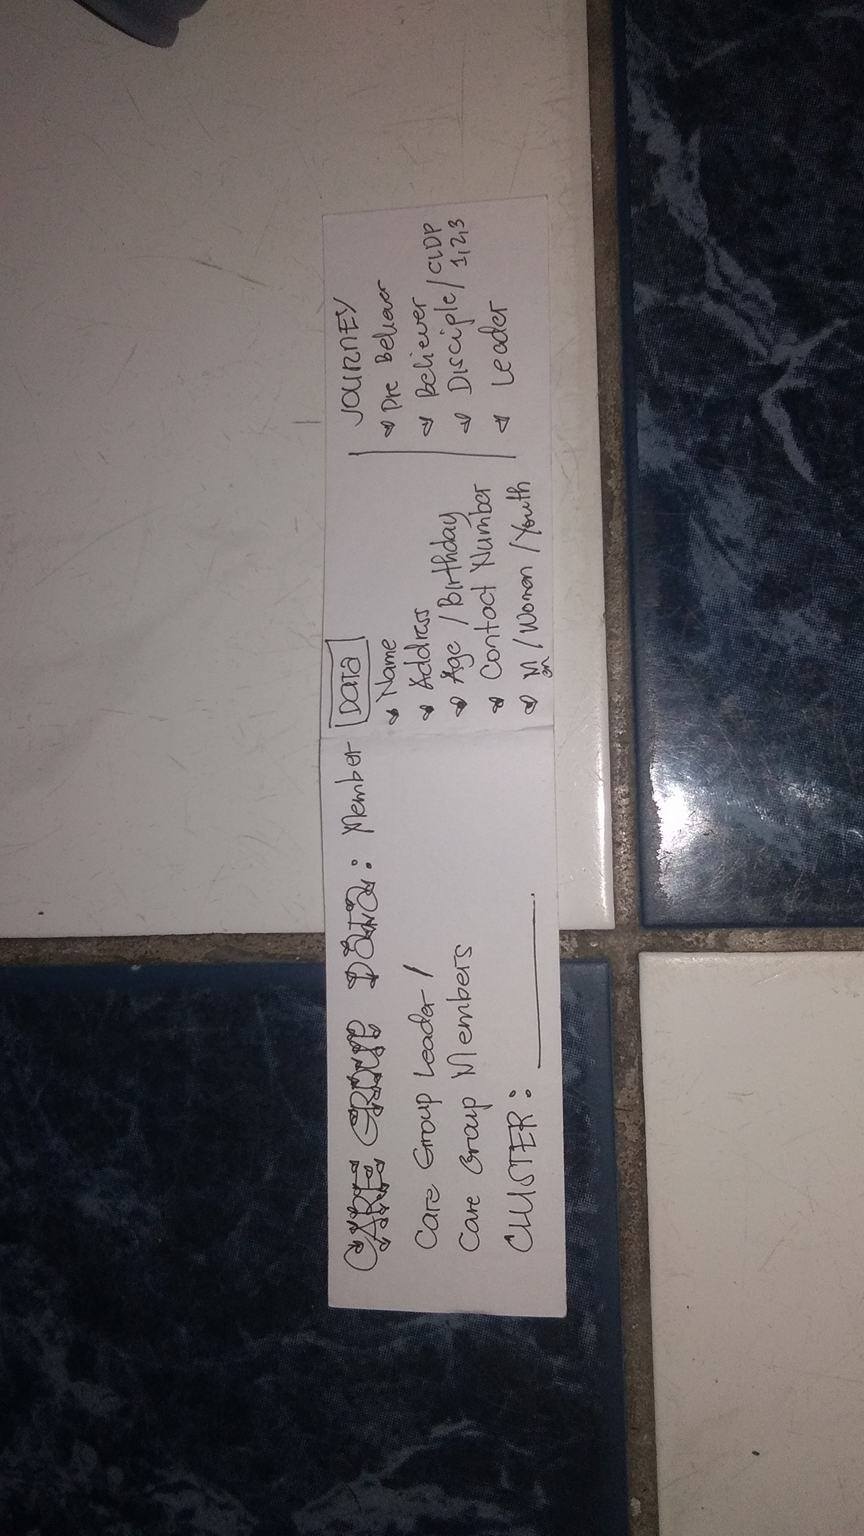 CARE GROUP DATA: Member
Care Group Leader /
Care Group Members
CLUSTER: ____________.
DATA
Name
Address
Age / Birthday
Contact Number
Men / Women / Youth
JOURNEY
Pre Believer
Believer
Disciple / CLDP 1,2,3
Leader